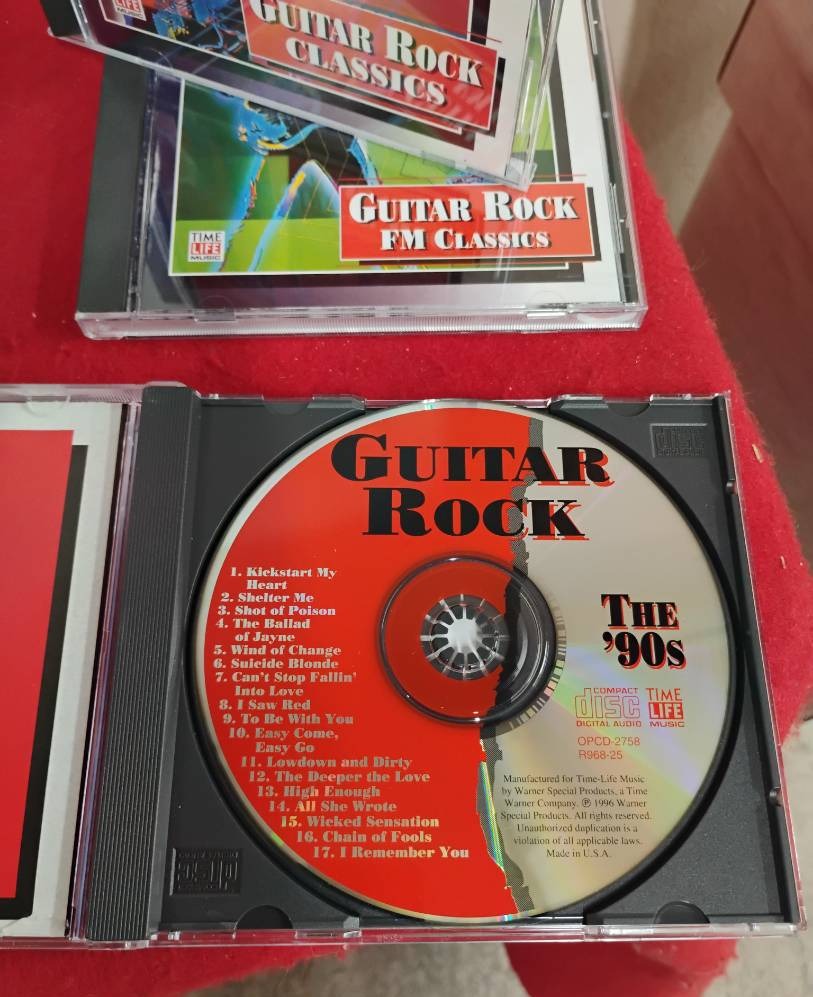 TIME
LIFE
MUSIC
GUITAR ROCK
CLASSICS
GUITAR ROCK
FM CLASSICS
TIME
LIFE
MUSIC
GUITAR
ROCK
1. Kickstart My
Heart
2. Shelter Me
3. Shot of Poison
4. The Ballad
of Jayne
5. Wind of Change
6. Suicide Blonde
7. Can't Stop Fallin'
Into Love
8. I Saw Red
9. To Be With You
10. Easy Come,
Easy Go
11. Lowdown and Dirty
12. The Deeper the Love
13. High Enough
14. All She Wrote
15. Wicked Sensation
16. Chain of Fools
17. I Remember You
THE
'90s
COMPACT
disc
DIGITAL AUDIO
TIME
LIFE
MUSIC
OPCD-2758
R968-25
Manufactured for Time-Life Music
by Warner Special Products, a Time
Warner Company. ℗ 1996 Warner
Special Products. All rights reserved.
Unauthorized duplication is a
violation of all applicable laws.
Made in U.S.A.
disc
disc